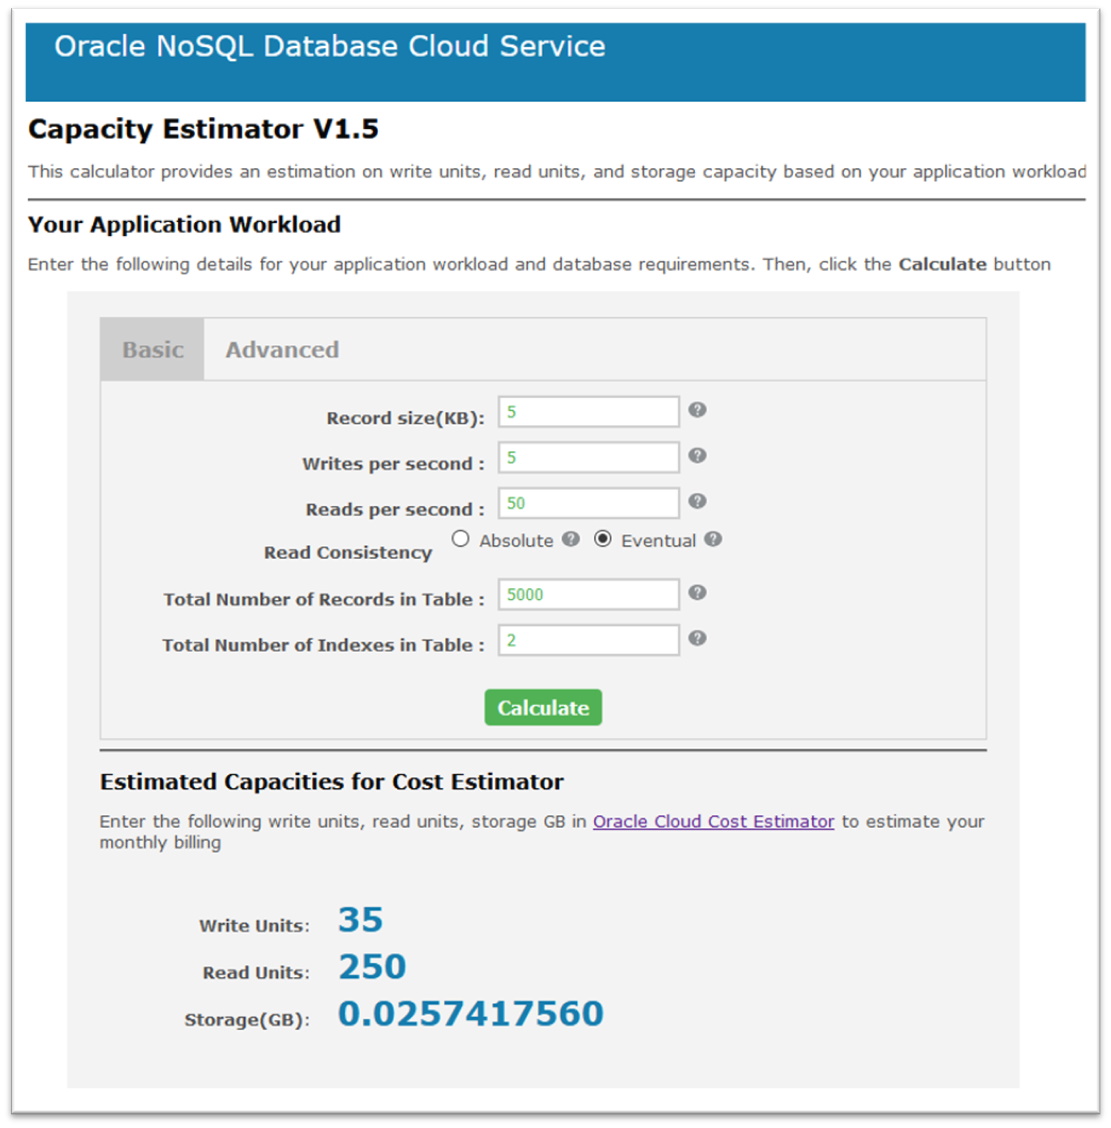 Oracle NoSQL Database Cloud Service
Capacity Estimator V1.5
This calculator provides an estimation on write units, read units, and storage capacity based on your application workload
Your Application Workload
Enter the following details for your application workload and database requirements. Then, click the Calculate button
Basic Advanced
Record size(KB): 5 ?
Writes per second : 5 ?
Reads per second : 50 ?
Read Consistency Absolute ? Eventual ?
Total Number of Records in Table : 5000 ?
Total Number of Indexes in Table : 2 ?
Calculate
Estimated Capacities for Cost Estimator
Enter the following write units, read units, storage GB in Oracle Cloud Cost Estimator to estimate your
monthly billing
Write Units: 35
Read Units: 250
Storage(GB): 0.0257417560